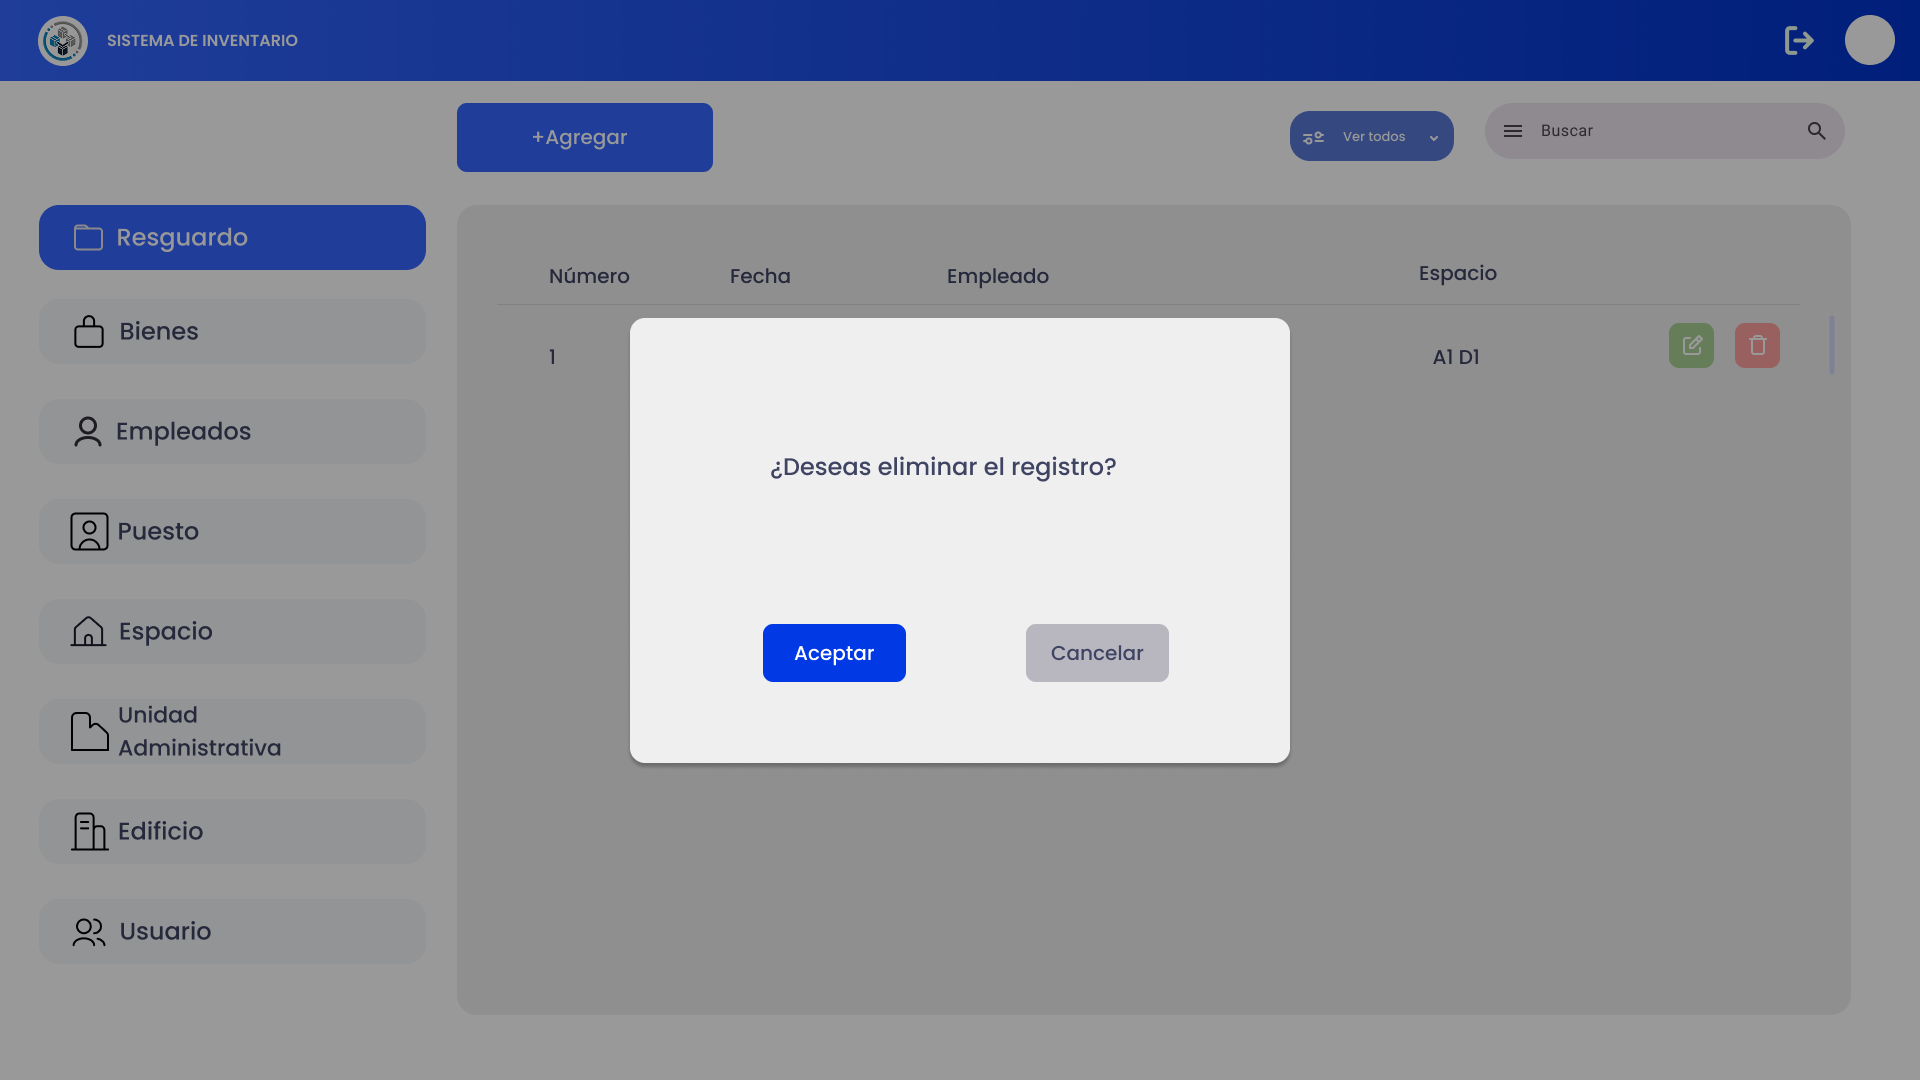 SISTEMA DE INVENTARIO
+Agregar
Ver todos
Buscar
Resguardo
Bienes
Empleados
Puesto
Espacio
Unidad
Administrativa
Edificio
Usuario
Número
Fecha
Empleado
Espacio
1
A1 D1
¿Deseas eliminar el registro?
Aceptar
Cancelar